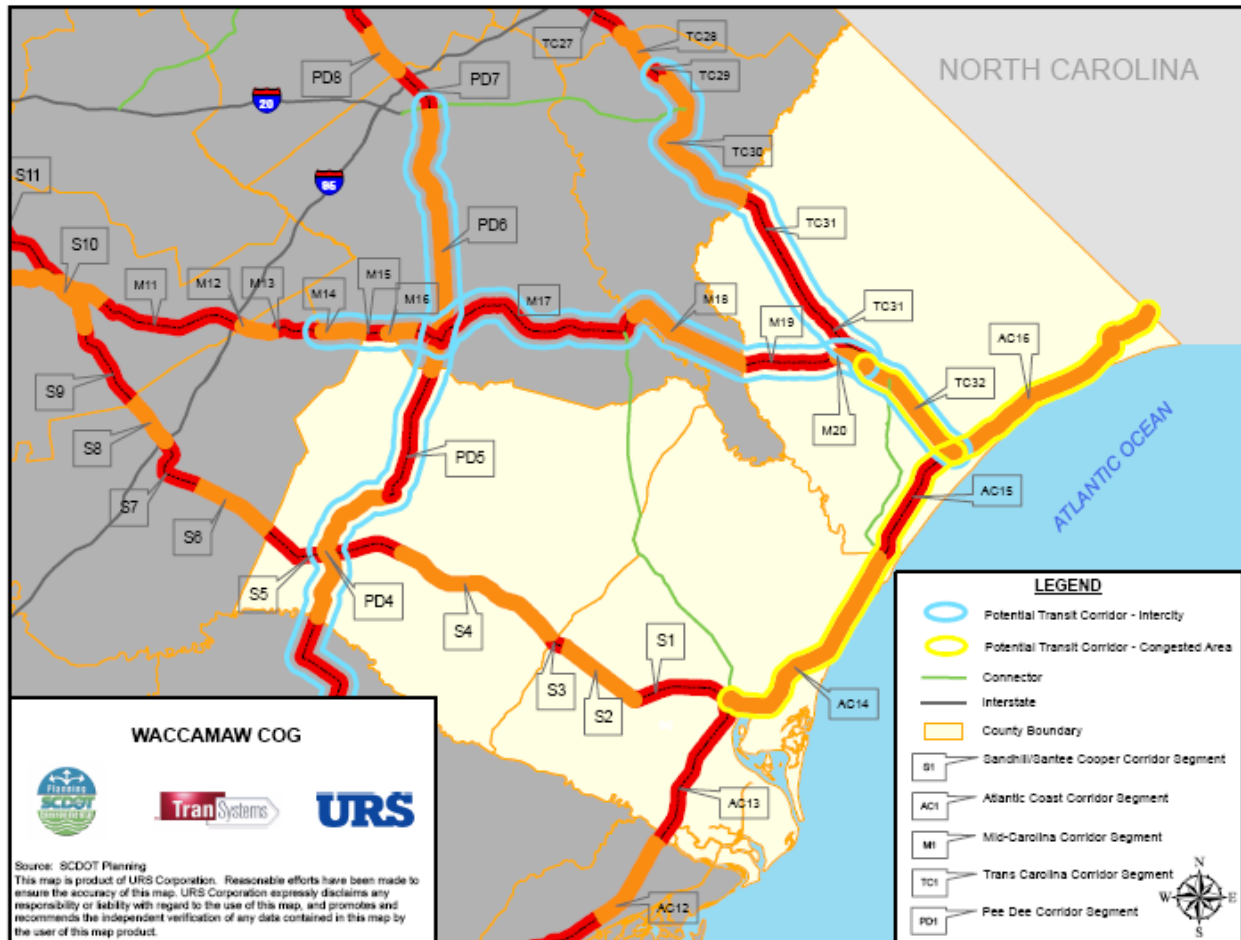 TC27
TC28
PD8
TC29
PD7
NORTH CAROLINA
20
TC30
S11
95
TC31
PD6
S10
M15
M11
M12
M13
M14
M16
M17
M18
TC31
M19
AC16
TC32
S9
M20
S8
PD5
ATLANTIC OCEAN
AC15
S7
S6
S5
PD4
S4
S1
S3
S2
AC14
AC13
AC12
LEGEND
Potential Transit Corridor - Intercity
Potential Transit Corridor - Congested Area
Connector
Interstate
County Boundary
S1 Sandhill/Santee Cooper Corridor Segment
AC1 Atlantic Coast Corridor Segment
M1 Mid-Carolina Corridor Segment
TC1 Trans Carolina Corridor Segment
PD1 Pee Dee Corridor Segment
N
W E
S
WACCAMAW COG
Planning
SCDOT
Environmental
TranSystems
URS
Source: SCDOT Planning
This map is product of URS Corporation. Reasonable efforts have been made to
ensure the accuracy of this map. URS Corporation expressly disclaims any
responsibility or liability with regard to the use of this map, and promotes and
recommends the independent verification of any data contained in this map by
the user of this map product.